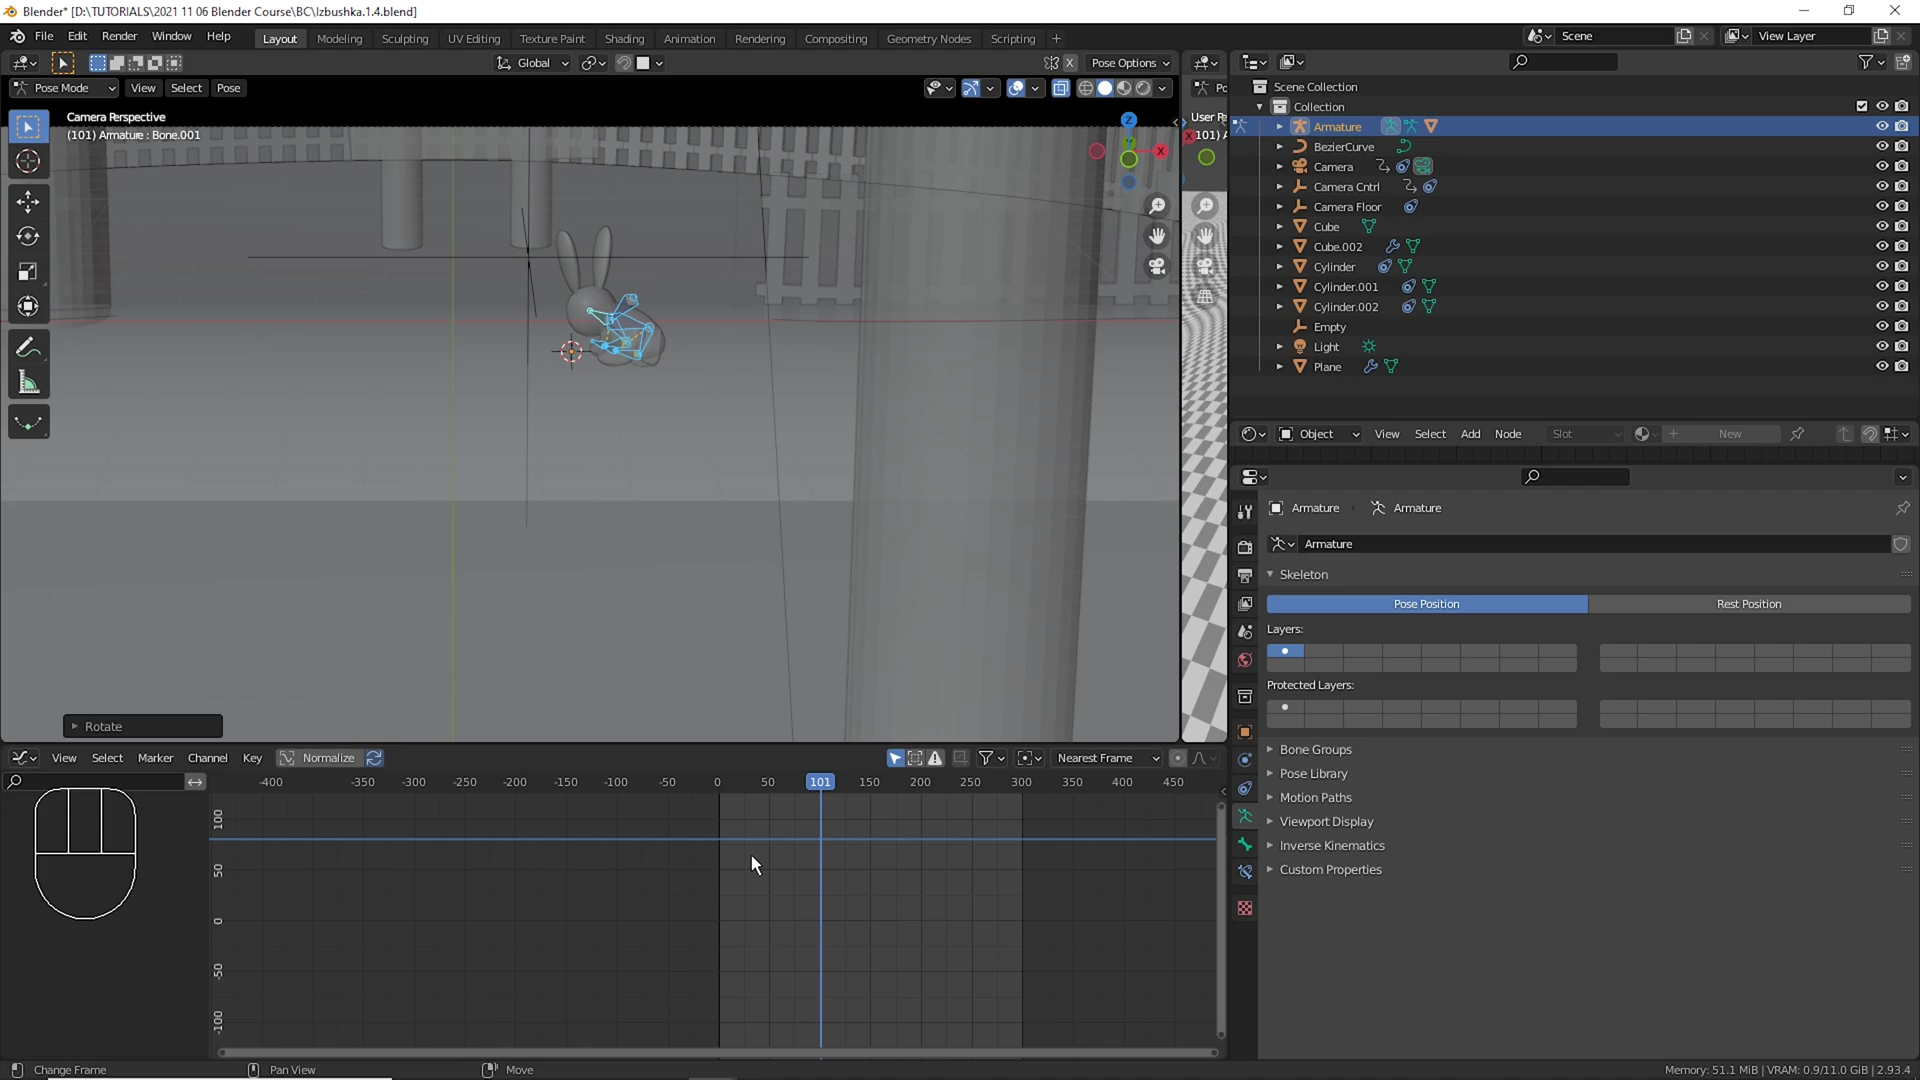 Blender* [D:\TUTORIALS\2021 11 06 Blender Course\BC\Izbushka.1.4.blend]
File Edit Render Window Help Layout Modeling Sculpting UV Editing Texture Paint Shading Animation Rendering Compositing Geometry Nodes Scripting + Scene View Layer
Global X Pose Options
Pose Mode View Select Pose
Camera Perspective
(101) Armature : Bone.001
Z
X
Rotate
User Pe
(101) A
Po
Scene Collection
Collection
Armature
BezierCurve
Camera
Camera Cntrl
Camera Floor
Cube
Cube.002
Cylinder
Cylinder.001
Cylinder.002
Empty
Light
Plane
Object View Select Add Node Slot New
Armature Armature
Armature
Skeleton
Pose Position Rest Position
Layers:
Protected Layers:
Bone Groups
Pose Library
Motion Paths
Viewport Display
Inverse Kinematics
Custom Properties
View Select Marker Channel Key Normalize Nearest Frame
-400 -350 -300 -250 -200 -150 -100 -50 0 50 101 150 200 250 300 350 400 450
100
50
0
-50
-100
Change Frame Pan View Move Memory: 51.1 MiB | VRAM: 0.9/11.0 GiB | 2.93.4